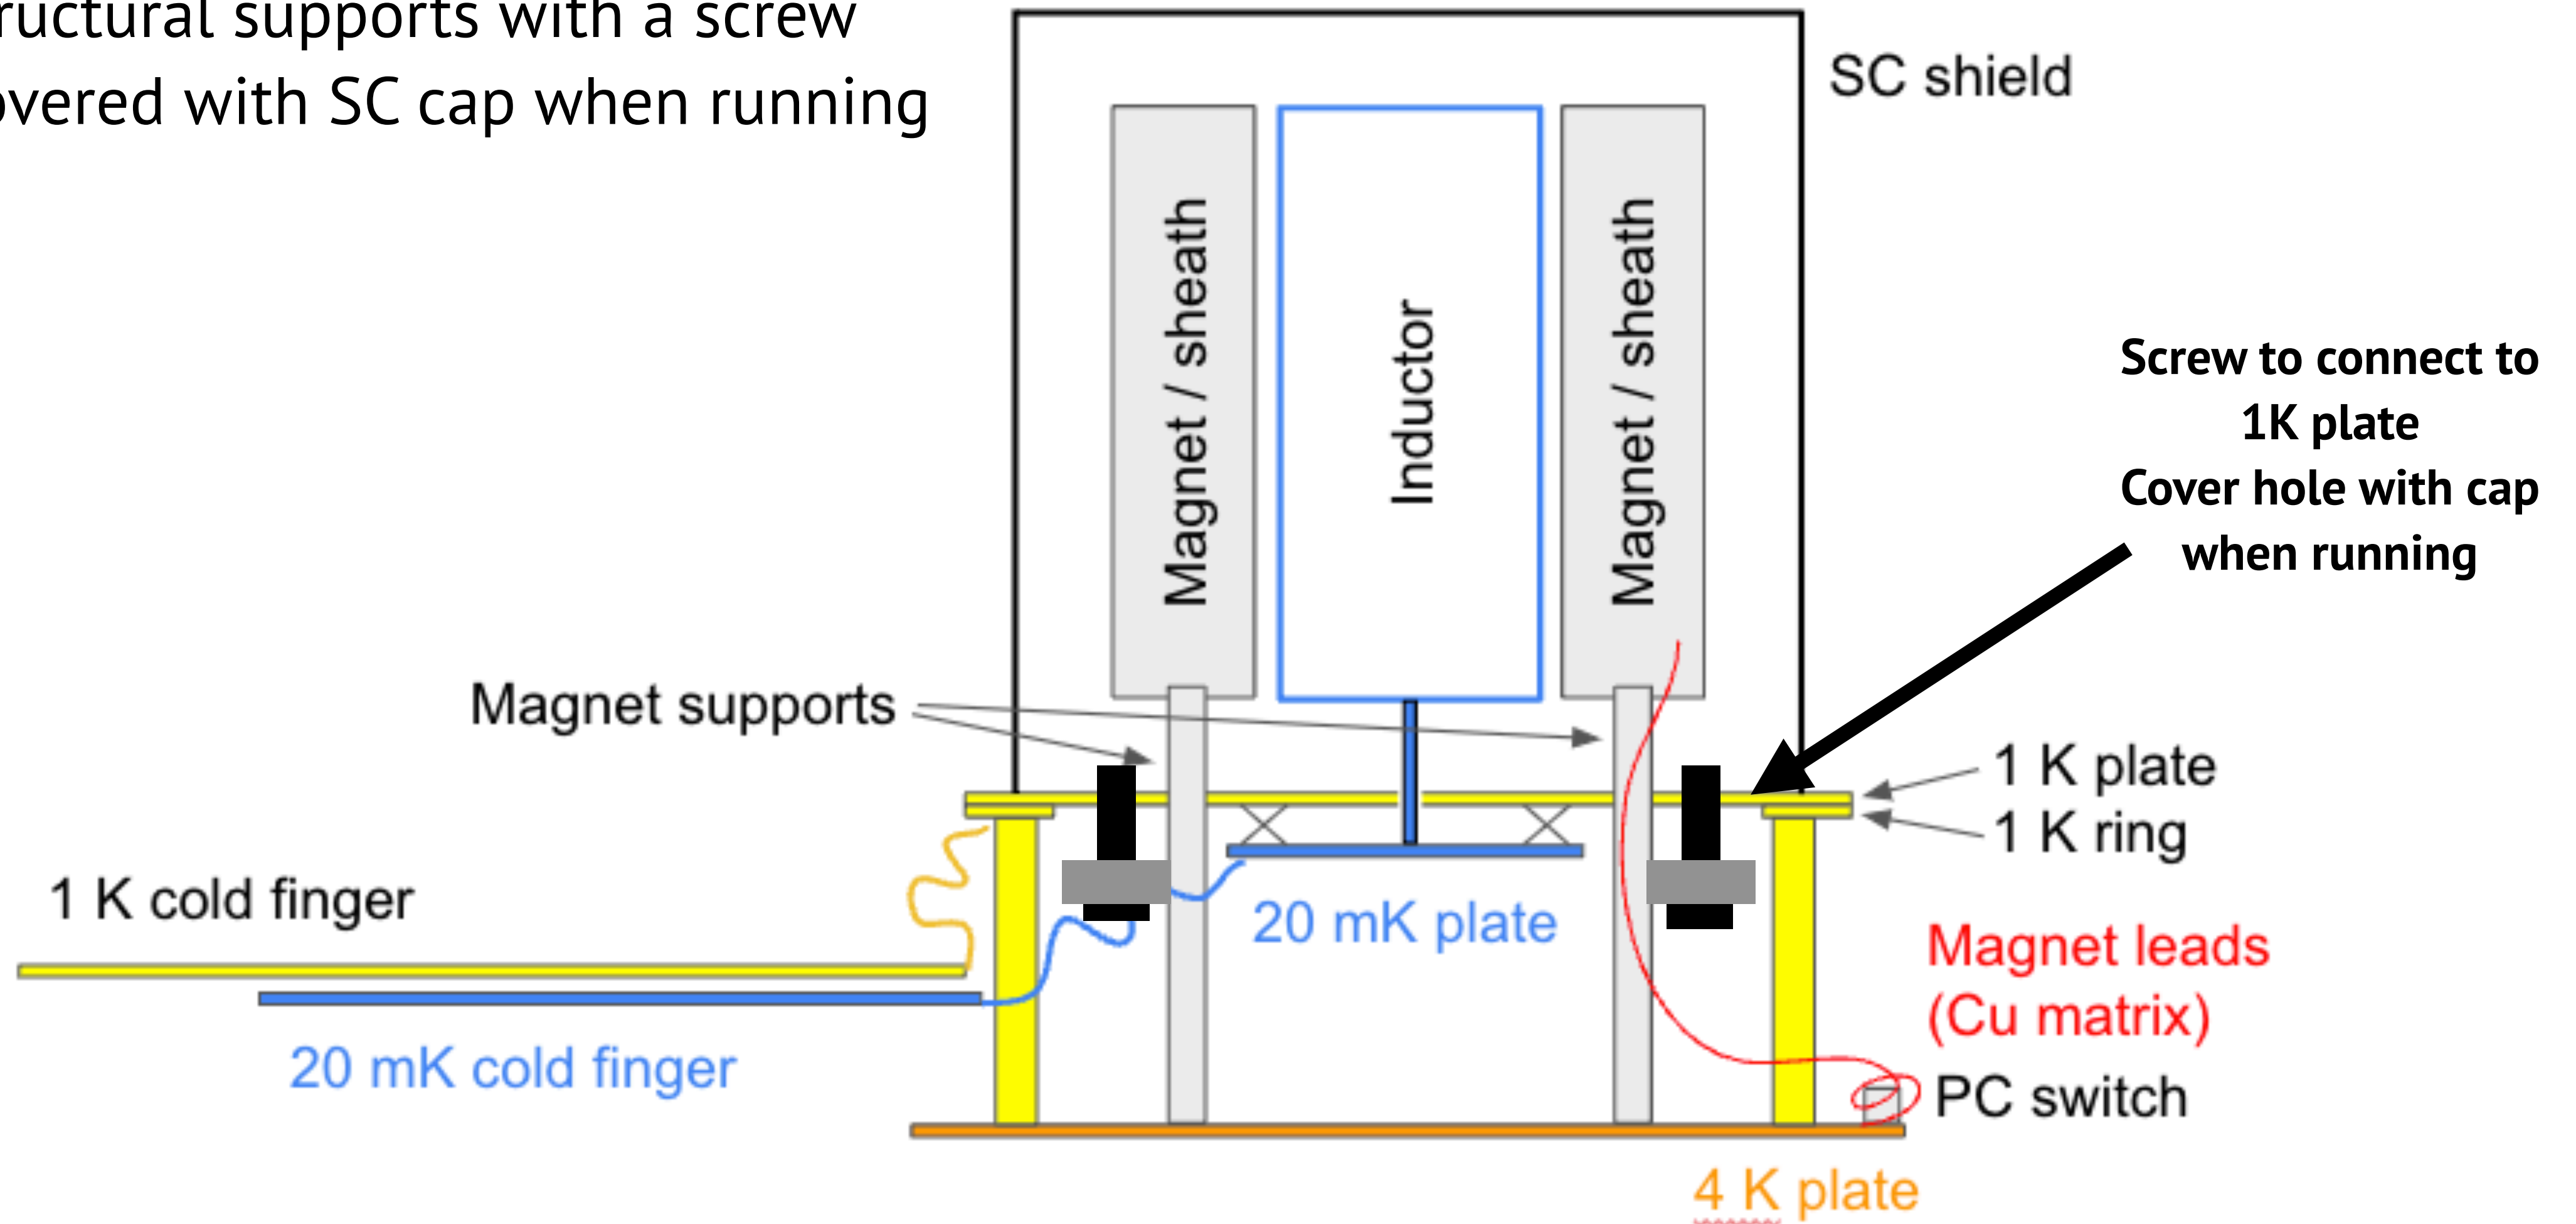 ructural supports with a screw
overed with SC cap when running
SC shield
Magnet / sheath
Inductor
Magnet / sheath
Screw to connect to
1K plate
Cover hole with cap
when running
Magnet supports
1 K plate
1 K ring
1 K cold finger
20 mK plate
Magnet leads
(Cu matrix)
20 mK cold finger
PC switch
4 K plate